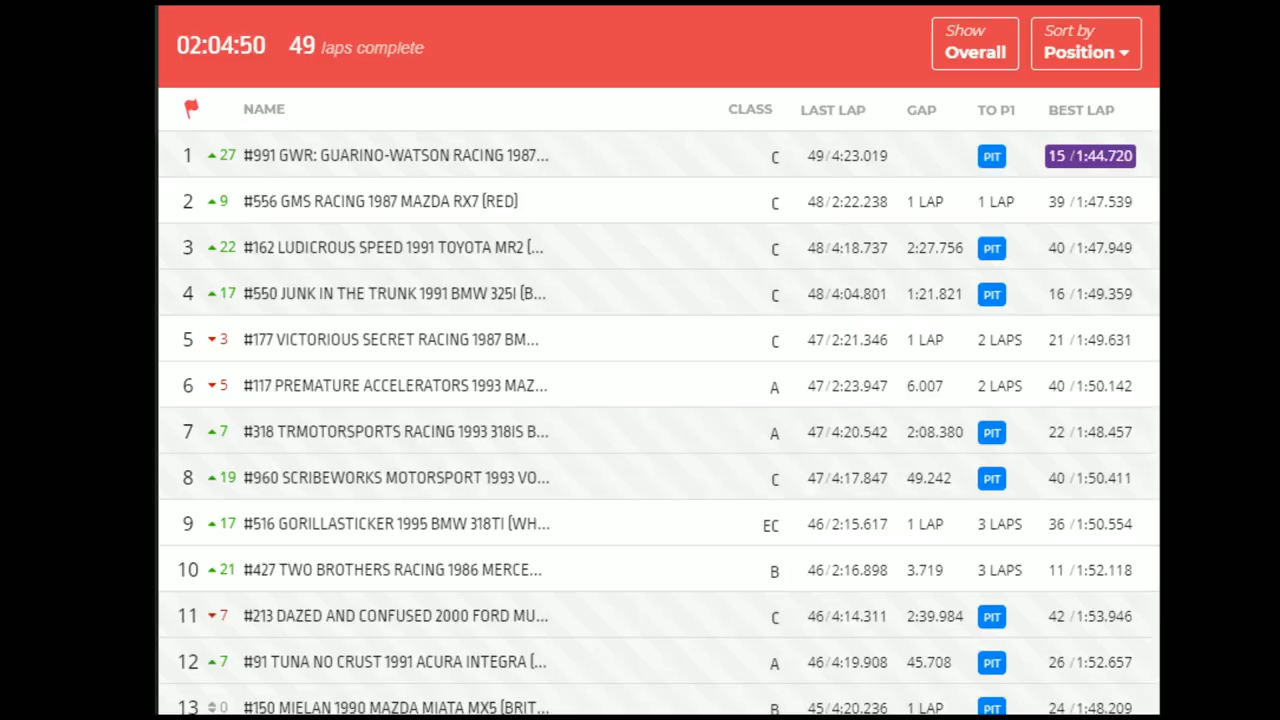 02:04:50 49 laps complete Show Overall Sort by Position
NAME CLASS LAST LAP GAP TO P1 BEST LAP
1 27 #991 GWR: GUARINO-WATSON RACING 1987... C 49/4:23.019 PIT 15 /1:44.720
2 9 #556 GMS RACING 1987 MAZDA RX7 (RED) C 48/2:22.238 1 LAP 1 LAP 39 /1:47.539
3 22 #162 LUDICROUS SPEED 1991 TOYOTA MR2 (... C 48/4:18.737 2:27.756 PIT 40 /1:47.949
4 17 #550 JUNK IN THE TRUNK 1991 BMW 325I (B... C 48/4:04.801 1:21.821 PIT 16 /1:49.359
5 3 #177 VICTORIOUS SECRET RACING 1987 BM... C 47/2:21.346 1 LAP 2 LAPS 21 /1:49.631
6 5 #117 PREMATURE ACCELERATORS 1993 MAZ... A 47/2:23.947 6.007 2 LAPS 40 /1:50.142
7 7 #318 TRMOTORSPORTS RACING 1993 318IS B... A 47/4:20.542 2:08.380 PIT 22 /1:48.457
8 19 #960 SCRIBEWORKS MOTORSPORT 1993 VO... C 47/4:17.847 49.242 PIT 40 /1:50.411
9 17 #516 GORILLASTICKER 1995 BMW 318TI (WH... EC 46/2:15.617 1 LAP 3 LAPS 36 /1:50.554
10 21 #427 TWO BROTHERS RACING 1986 MERCE... B 46/2:16.898 3.719 3 LAPS 11 /1:52.118
11 7 #213 DAZED AND CONFUSED 2000 FORD MU... C 46/4:14.311 2:39.984 PIT 42 /1:53.946
12 7 #91 TUNA NO CRUST 1991 ACURA INTEGRA (... A 46/4:19.908 45.708 PIT 26 /1:52.657
13 0 #150 MIELAN 1990 MAZDA MIATA MX5 (BRIT... B 45/4:20.236 1 LAP PIT 24 /1:48.209